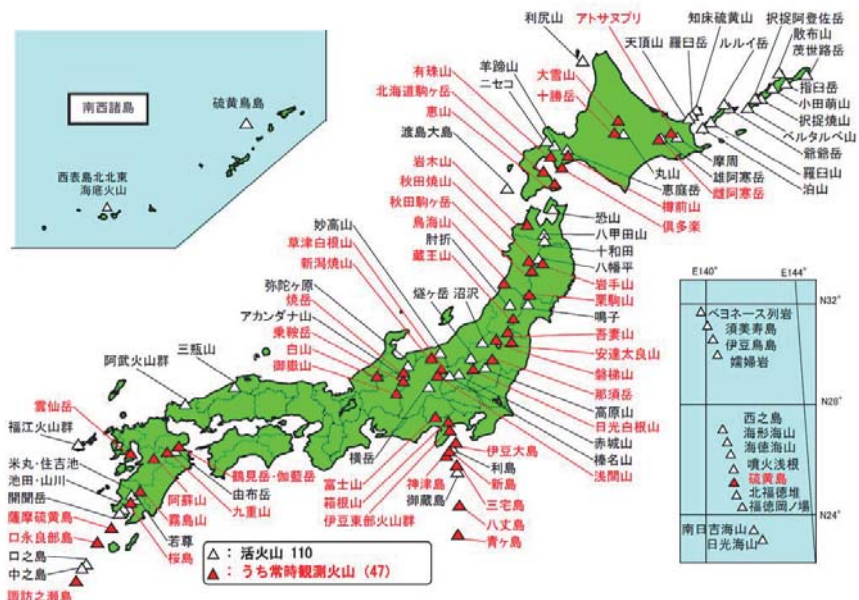 南西諸島
硫黄鳥島
西表島北北東
海底火山
利尻山
アトサヌプリ
天頂山
羅臼岳
知床硫黄山
ルルイ岳
択捉阿登佐岳
散布山
茂世路岳
指臼岳
小田萌山
択捉焼山
ベルタルベ山
爺爺岳
羅臼山
泊山
摩周
雄阿寒岳
雌阿寒岳
丸山
恵庭岳
樽前山
倶多楽
大雪山
十勝岳
羊蹄山
ニセコ
有珠山
北海道駒ヶ岳
恵山
渡島大島
岩木山
秋田焼山
秋田駒ヶ岳
鳥海山
肘折
蔵王山
燧ヶ岳
沼沢
恐山
八甲田山
十和田
八幡平
岩手山
栗駒山
鳴子
吾妻山
安達太良山
磐梯山
那須岳
高原山
日光白根山
赤城山
榛名山
浅間山
妙高山
草津白根山
新潟焼山
弥陀ヶ原
焼岳
アカンダナ山
乗鞍岳
白山
御嶽山
三瓶山
阿武火山群
横岳
富士山
箱根山
伊豆東部火山群
伊豆大島
利島
新島
神津島
御蔵島
三宅島
八丈島
青ヶ島
雲仙岳
福江火山群
米丸・住吉池
池田・山川
開聞岳
薩摩硫黄島
口永良部島
口之島
中之島
諏訪之瀬島
鶴見岳・伽藍岳
由布岳
九重山
阿蘇山
霧島山
若尊
桜島
△ : 活火山 110
▲ : うち常時観測火山 (47)
E140°
E144°
N32°
N28°
N24°
ベヨネース列岩
須美寿島
伊豆鳥島
孀婦岩
西之島
海形海山
海徳海山
噴火浅根
硫黄島
北福徳堆
福徳岡ノ場
南日吉海山
日光海山